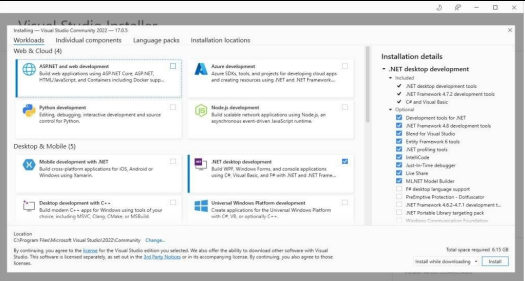 Visual Studio Installer
Installing — Visual Studio Community 2022 — 17.0.5
Workloads Individual components Language packs Installation locations
Web & Cloud (4)
ASP.NET and web development
Build web applications using ASP.NET Core, ASP.NET,
HTML/JavaScript, and Containers including Docker supp...
Azure development
Azure SDKs, tools, and projects for developing cloud apps
and creating resources using .NET and .NET Framework...
Python development
Editing, debugging, interactive development and source
control for Python.
Node.js development
Build scalable network applications using Node.js, an
asynchronous event-driven JavaScript runtime.
Desktop & Mobile (5)
Mobile development with .NET
Build cross-platform applications for iOS, Android or
Windows using Xamarin.
.NET desktop development
Build WPF, Windows Forms, and console applications
using C#, Visual Basic, and F# with .NET and .NET Frame...
Desktop development with C++
Build modern C++ apps for Windows using tools of your
choice, including MSVC, Clang, CMake, or MSBuild.
Universal Windows Platform development
Create applications for the Universal Windows Platform
with C#, VB, or optionally C++.
Installation details
.NET desktop development
Included
.NET desktop development tools
.NET Framework 4.7.2 development tools
C# and Visual Basic
Optional
Development tools for .NET
.NET Framework 4.8 development tools
Blend for Visual Studio
Entity Framework 6 tools
.NET profiling tools
IntelliCode
Just-In-Time debugger
Live Share
ML.NET Model Builder
F# desktop language support
PreEmptive Protection - Dotfuscator
.NET Framework 4.6.2-4.7.1 development t...
.NET Portable Library targeting pack
Windows Communication Foundation
Location
C:\Program Files\Microsoft Visual Studio\2022\Community Change...
By continuing, you agree to the license for the Visual Studio edition you selected. We also offer the ability to download other software with Visual
Studio. This software is licensed separately, as set out in the 3rd Party Notices or in its accompanying license. By continuing, you also agree to those
licenses.
Total space required 6.15 GB
Install while downloading Install